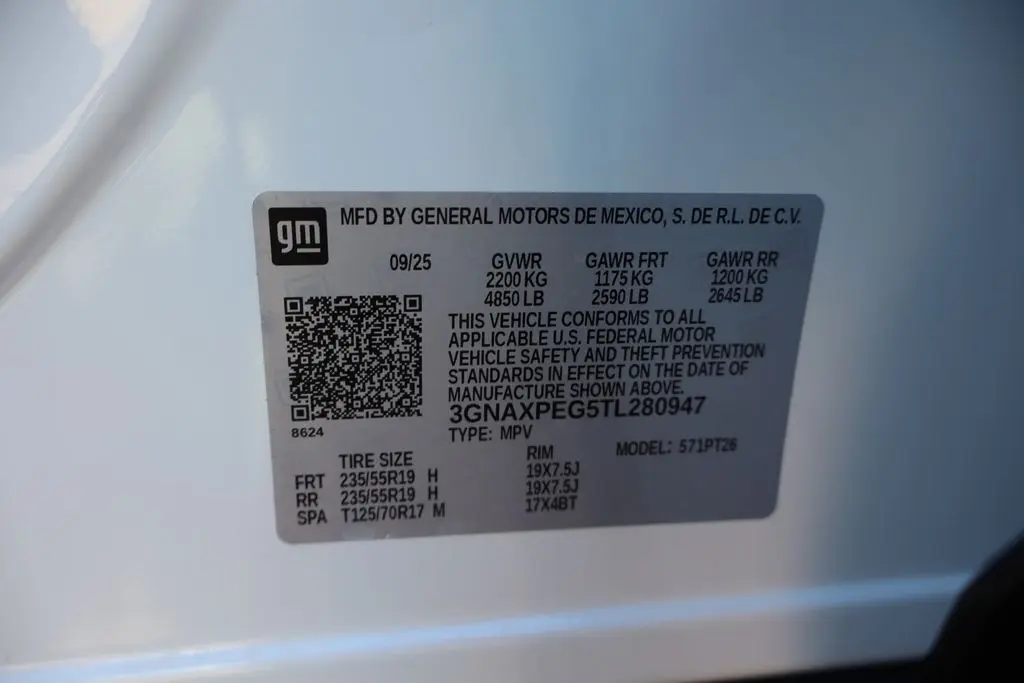 gm MFD BY GENERAL MOTORS DE MEXICO, S. DE R.L. DE C.V.
09/25 GVWR GAWR FRT GAWR RR
2200 KG 1175 KG 1200 KG
4850 LB 2590 LB 2645 LB
THIS VEHICLE CONFORMS TO ALL
APPLICABLE U.S. FEDERAL MOTOR
VEHICLE SAFETY AND THEFT PREVENTION
STANDARDS IN EFFECT ON THE DATE OF
MANUFACTURE SHOWN ABOVE.
3GNAXPEG5TL280947
8624
TYPE: MPV MODEL: 571PT26
TIRE SIZE RIM
FRT 235/55R19 H 19X7.5J
RR 235/55R19 H 19X7.5J
SPA T125/70R17 M 17X4BT